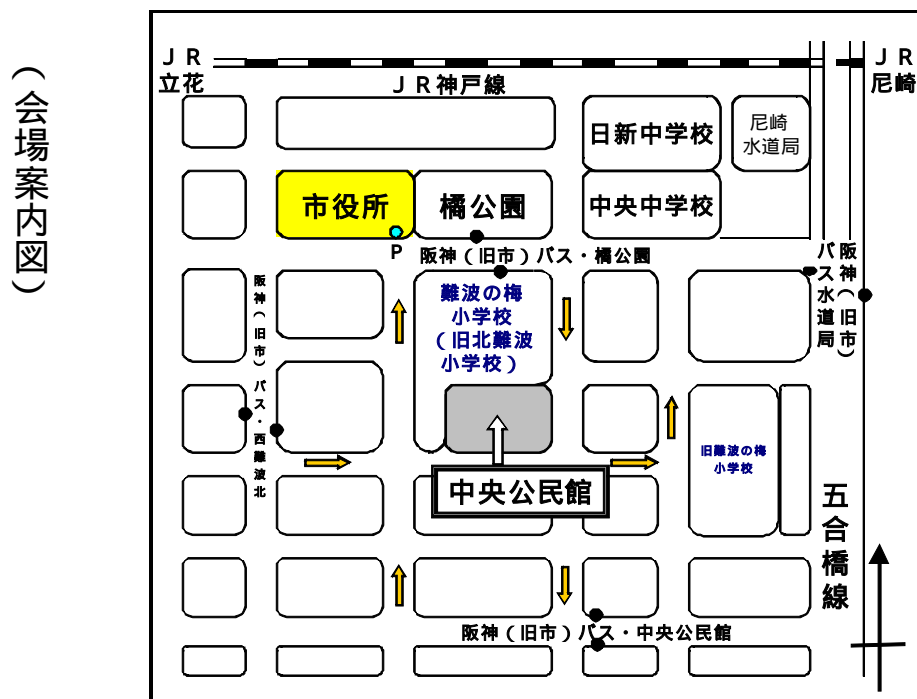 (会場案内図)
JR
立花
JR神戸線
JR
尼崎
日新中学校
尼崎
水道局
市役所
橘公園
中央中学校
P
阪神(旧市)バス・橘公園
阪神(旧市)
バス水道局
阪神(旧市)バス・西難波北
難波の梅
小学校
(旧北難波
小学校)
旧難波の梅
小学校
中央公民館
五合橋線
阪神(旧市)バス・中央公民館